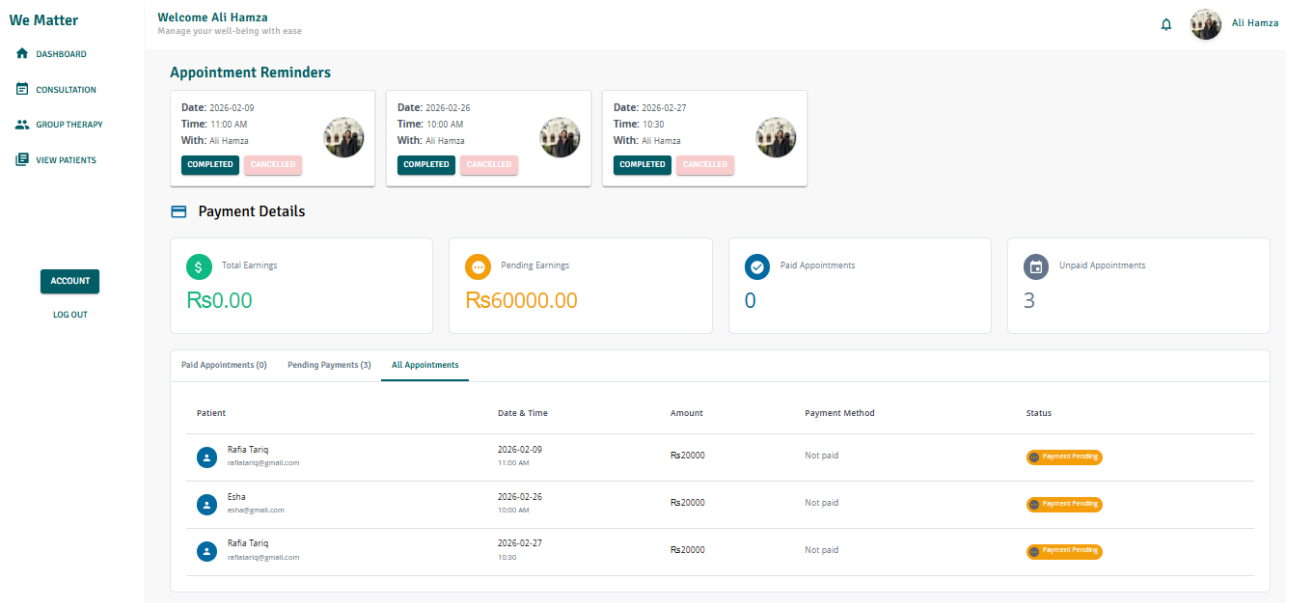 We Matter
DASHBOARD
CONSULTATION
GROUP THERAPY
VIEW PATIENTS
ACCOUNT
LOG OUT
Welcome Ali Hamza
Manage your well-being with ease
Ali Hamza
Appointment Reminders
Date: 2026-02-09
Time: 11:00 AM
With: Ali Hamza
COMPLETED CANCELLED
Date: 2026-02-26
Time: 10:00 AM
With: Ali Hamza
COMPLETED CANCELLED
Date: 2026-02-27
Time: 10:30
With: Ali Hamza
COMPLETED CANCELLED
Payment Details
Total Earnings
Rs0.00
Pending Earnings
Rs60000.00
Paid Appointments
0
Unpaid Appointments
3
Paid Appointments (0) Pending Payments (3) All Appointments
Patient Date & Time Amount Payment Method Status
Rafia Tariq 2026-02-09 Rs20000 Not paid Payment Pending
rafiatariq@gmail.com 11:00 AM
Esha 2026-02-26 Rs20000 Not paid Payment Pending
esha@gmail.com 10:00 AM
Rafia Tariq 2026-02-27 Rs20000 Not paid Payment Pending
rafiatariq@gmail.com 10:30